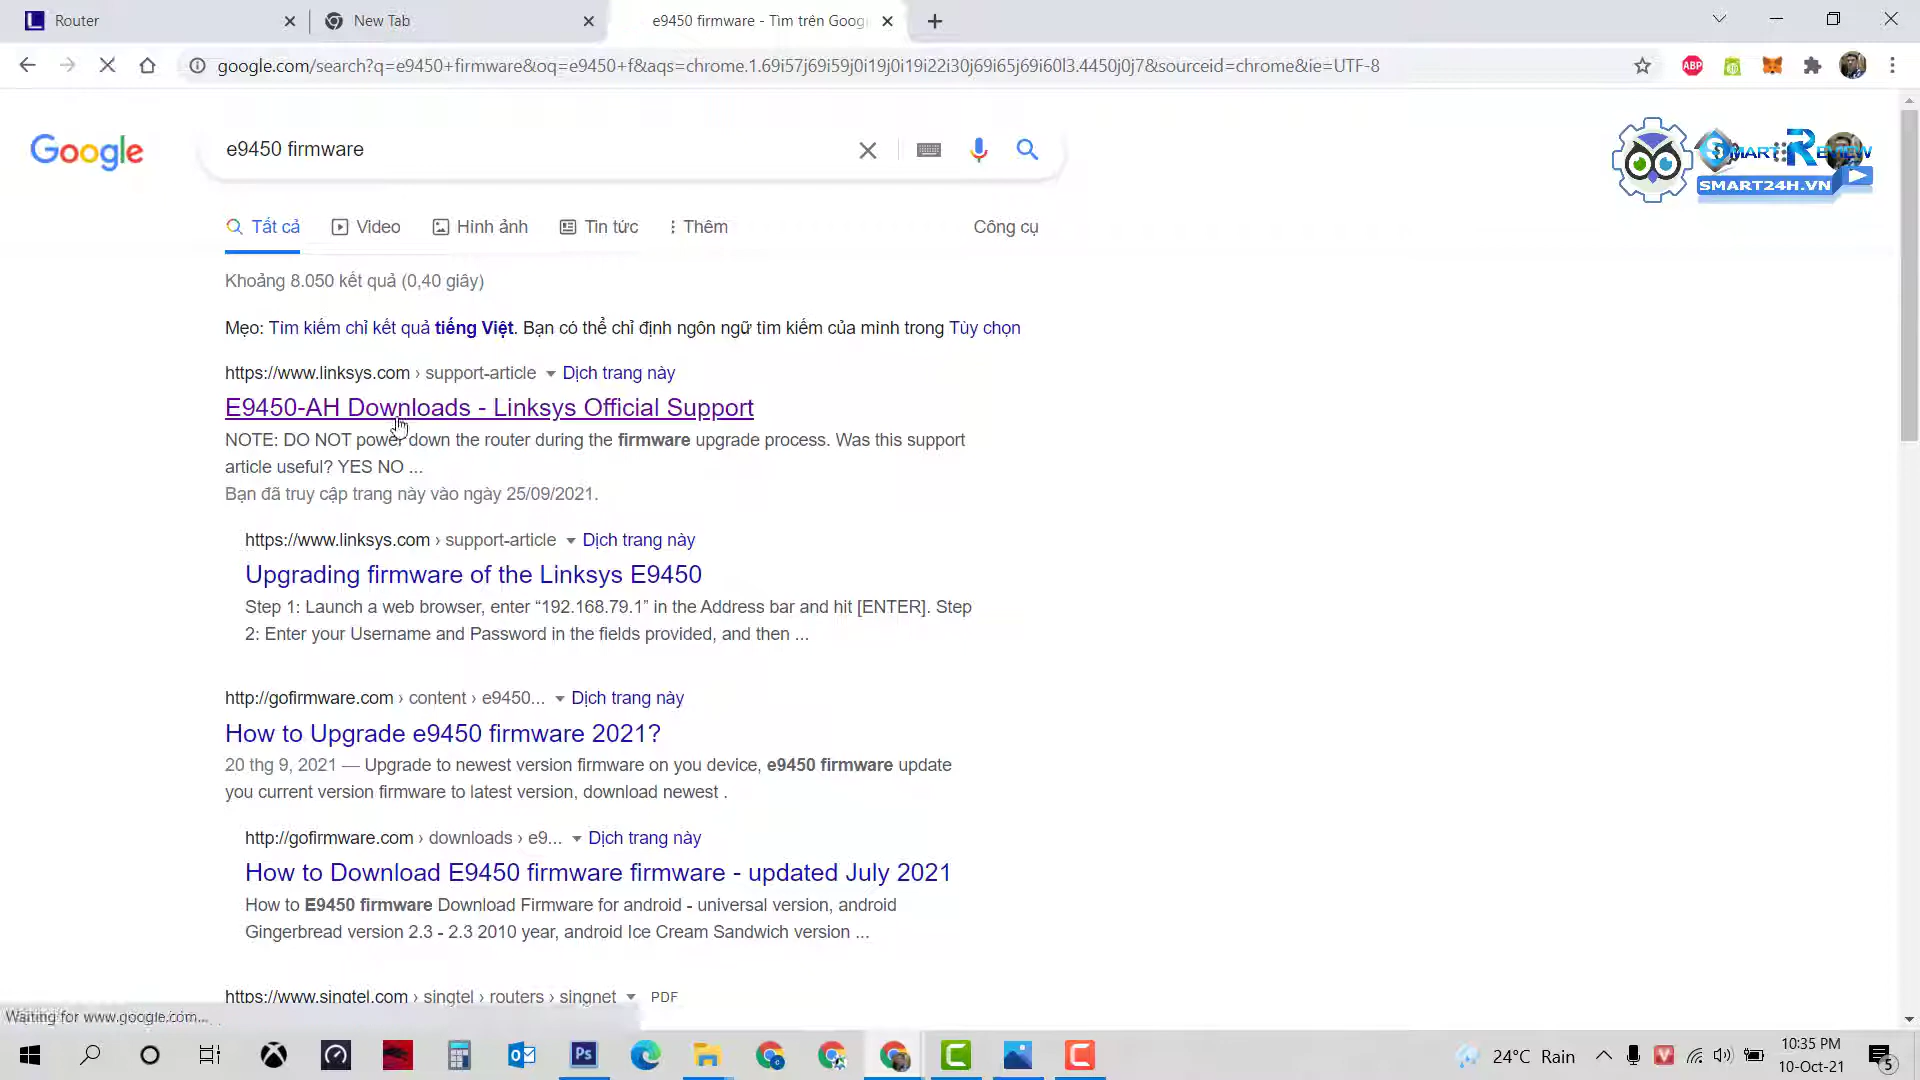 Router
New Tab
e9450 firmware - Tìm trên Goog
google.com/search?q=e9450+firmware&oq=e9450+f&aqs=chrome.1.69i57j69i59j0i19j0i19i22i30j69i65j69i60l3.4450j0j7&sourceid=chrome&ie=UTF-8
ABP
Google
e9450 firmware
SMART REVIEW
SMART24H.VN
Tất cả
Video
Hình ảnh
Tin tức
Thêm
Công cụ
Khoảng 8.050 kết quả (0,40 giây)
Mẹo: Tìm kiếm chỉ kết quả tiếng Việt. Bạn có thể chỉ định ngôn ngữ tìm kiếm của mình trong Tùy chọn
https://www.linksys.com › support-article Dịch trang này
E9450-AH Downloads - Linksys Official Support
NOTE: DO NOT power down the router during the firmware upgrade process. Was this support
article useful? YES NO ...
Bạn đã truy cập trang này vào ngày 25/09/2021.
https://www.linksys.com › support-article Dịch trang này
Upgrading firmware of the Linksys E9450
Step 1: Launch a web browser, enter “192.168.79.1” in the Address bar and hit [ENTER]. Step
2: Enter your Username and Password in the fields provided, and then ...
http://gofirmware.com › content › e9450... Dịch trang này
How to Upgrade e9450 firmware 2021?
20 thg 9, 2021 — Upgrade to newest version firmware on you device, e9450 firmware update
you current version firmware to latest version, download newest .
http://gofirmware.com › downloads › e9... Dịch trang này
How to Download E9450 firmware firmware - updated July 2021
How to E9450 firmware Download Firmware for android - universal version, android
Gingerbread version 2.3 - 2.3 2010 year, android Ice Cream Sandwich version ...
https://www.singtel.com › singtel › routers › singnet PDF
Waiting for www.google.com...
Ps
24°C Rain
V
10:35 PM
10-Oct-21
5